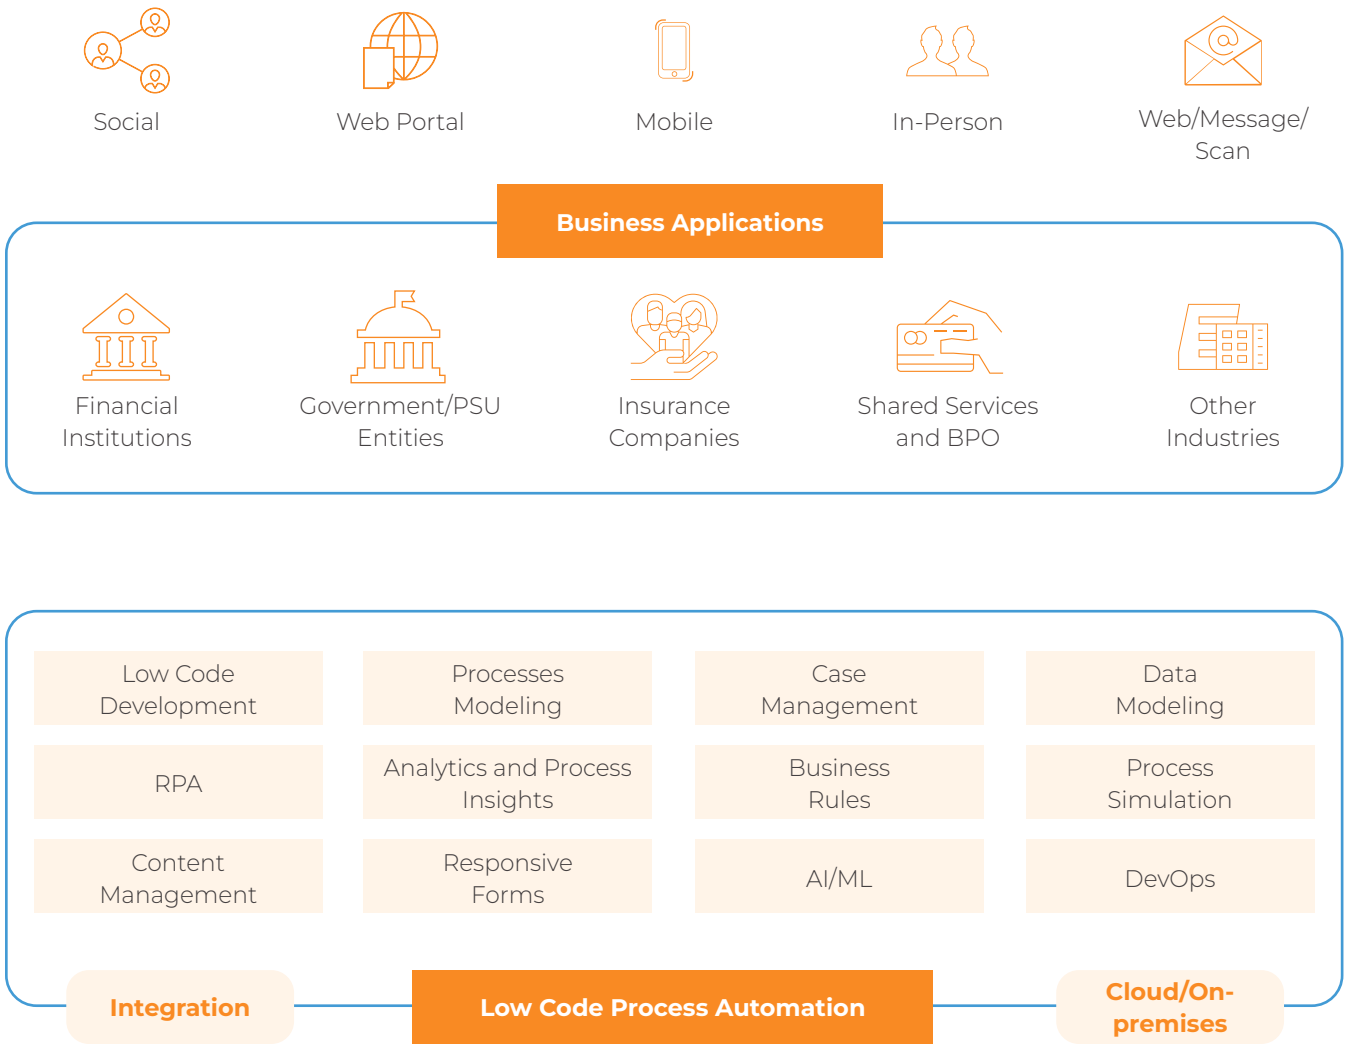 Social
Web Portal
Mobile
In-Person
Web/Message/
Scan
Business Applications
Financial
Institutions
Government/PSU
Entities
Insurance
Companies
Shared Services
and BPO
Other
Industries
Low Code
Development
Processes
Modeling
Case
Management
Data
Modeling
RPA
Analytics and Process
Insights
Business
Rules
Process
Simulation
Content
Management
Responsive
Forms
AI/ML
DevOps
Integration
Low Code Process Automation
Cloud/On-
premises